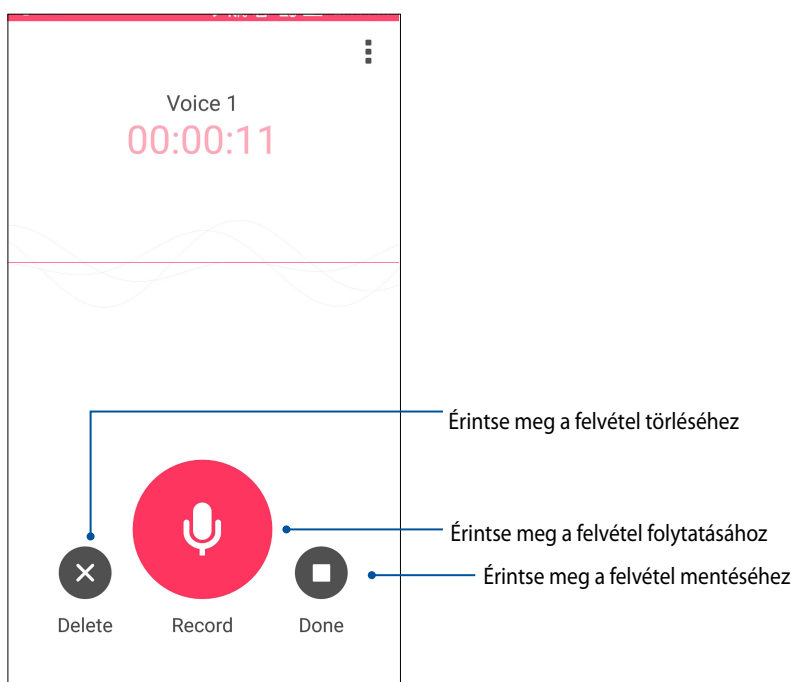 Voice 1
00:00:11
Érintse meg a felvétel törléséhez
Érintse meg a felvétel folytatásához
Érintse meg a felvétel mentéséhez
Delete
Record
Done